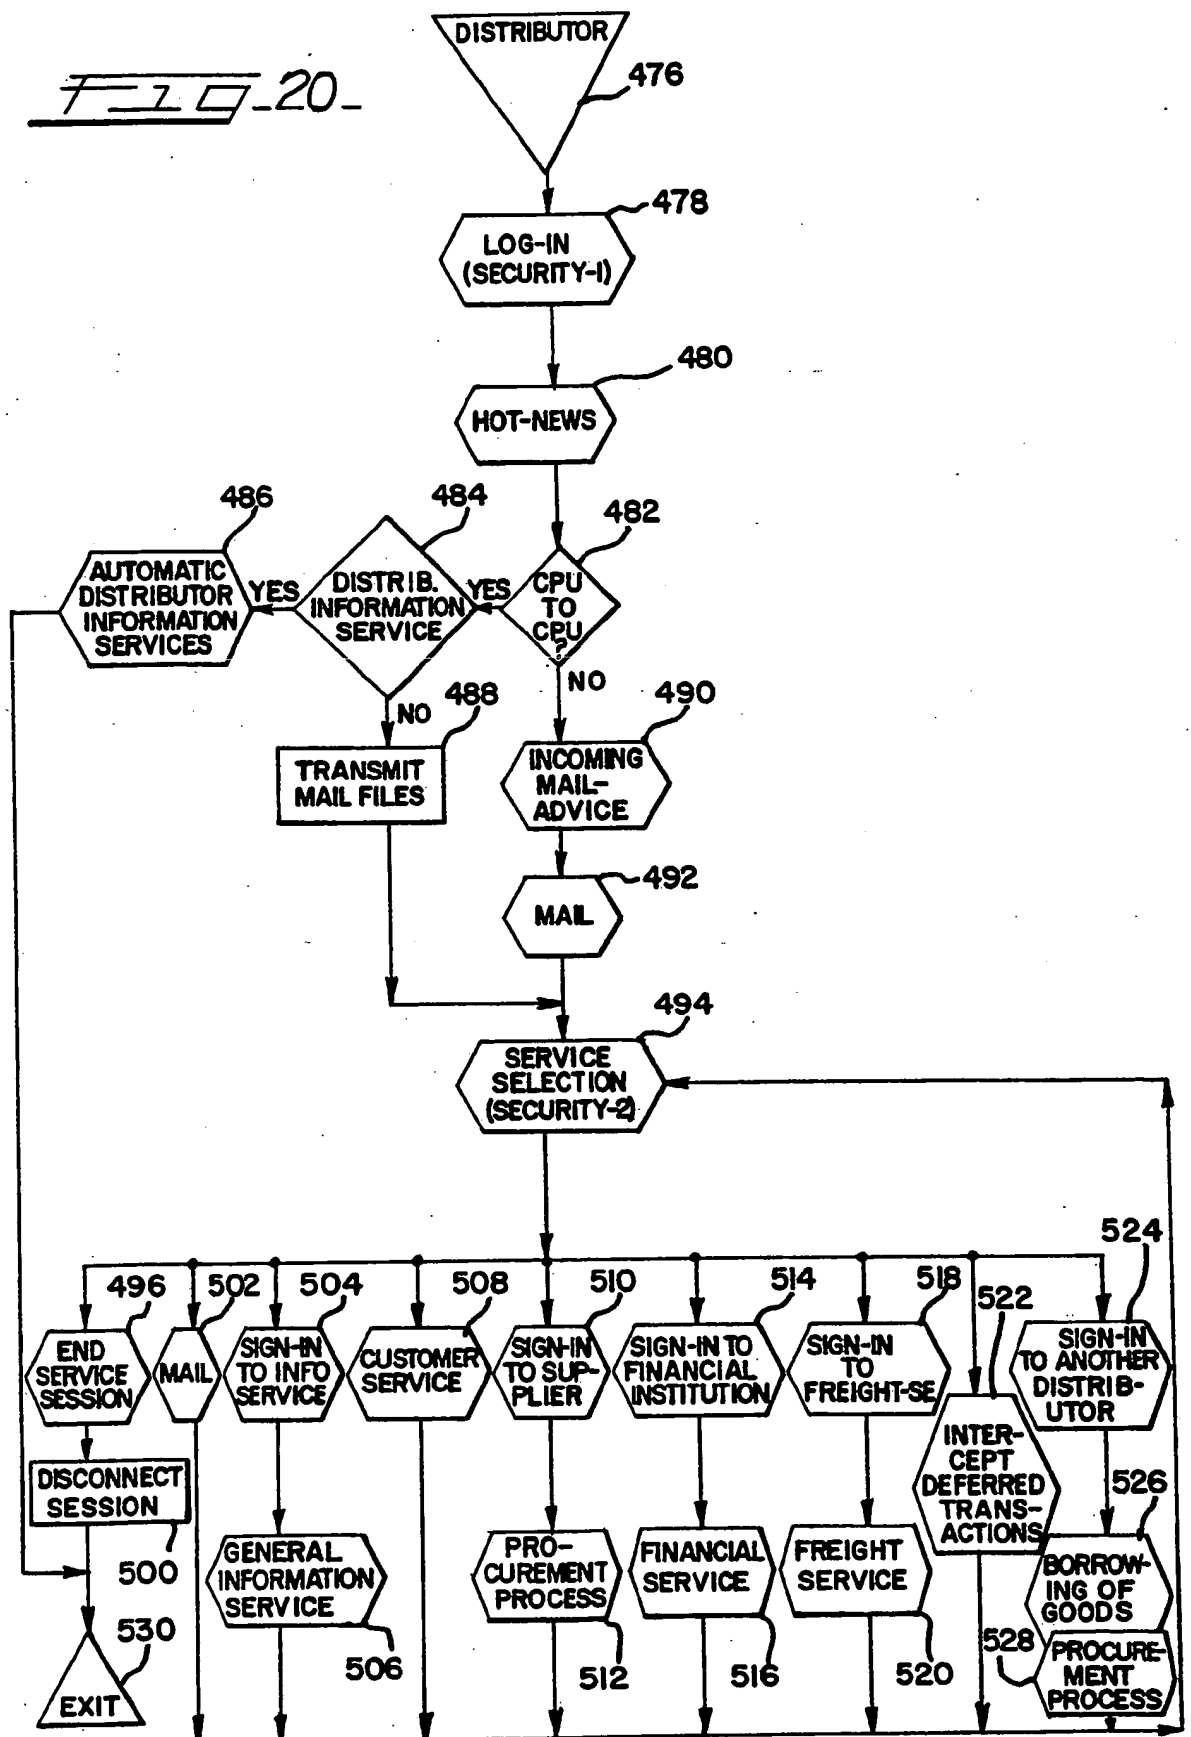 Fig-20-
DISTRIBUTOR
476
478
LOG-IN
(SECURITY-1)
480
HOT-NEWS
482
CPU
TO
CPU
?
YES
NO
484
DISTRIB.
INFORMATION
SERVICE
YES
NO
486
AUTOMATIC
DISTRIBUTOR
INFORMATION
SERVICES
488
TRANSMIT
MAIL FILES
490
INCOMING
MAIL-
ADVICE
492
MAIL
494
SERVICE
SELECTION
(SECURITY-2)
496
END
SERVICE
SESSION
DISCONNECT
SESSION
500
530
EXIT
502
MAIL
504
SIGN-IN
TO INFO
SERVICE
GENERAL
INFORMATION
SERVICE
506
508
CUSTOMER
SERVICE
510
SIGN-IN
TO SUP-
PLIER
PRO-
CUREMENT
PROCESS
512
514
SIGN-IN TO
FINANCIAL
INSTITUTION
FINANCIAL
SERVICE
516
518
SIGN-IN
TO
FREIGHT-SE
FREIGHT
SERVICE
520
522
INTER-
CEPT
DEFERRED
TRANS-
ACTIONS
524
SIGN-IN
TO ANOTHER
DISTRIB-
UTOR
526
BORROW-
ING OF
GOODS
528
PROCURE-
MENT
PROCESS